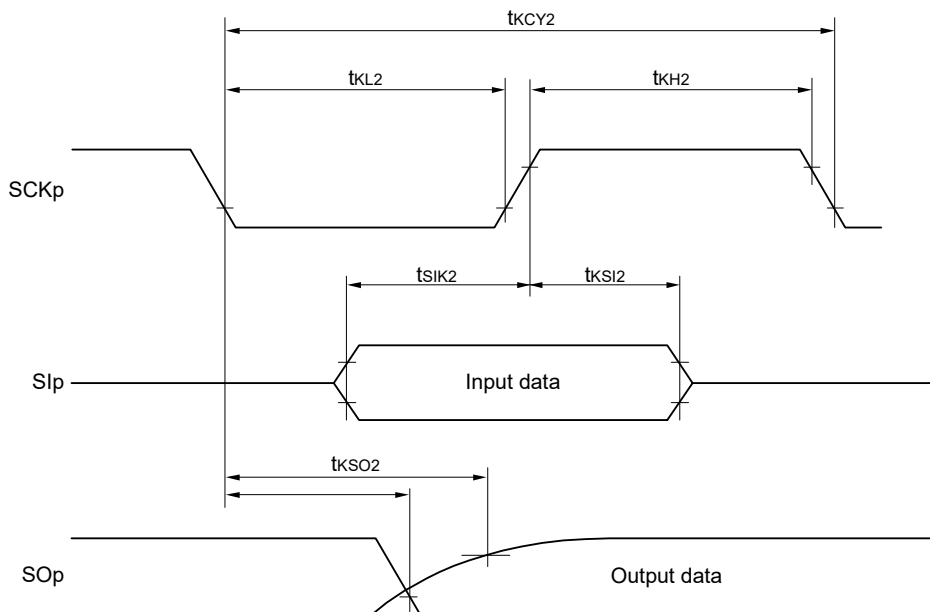 tKCY2
tKL2
tKH2
SCKp
tSIK2
tKSI2
SIp
Input data
tKSO2
SOp
Output data